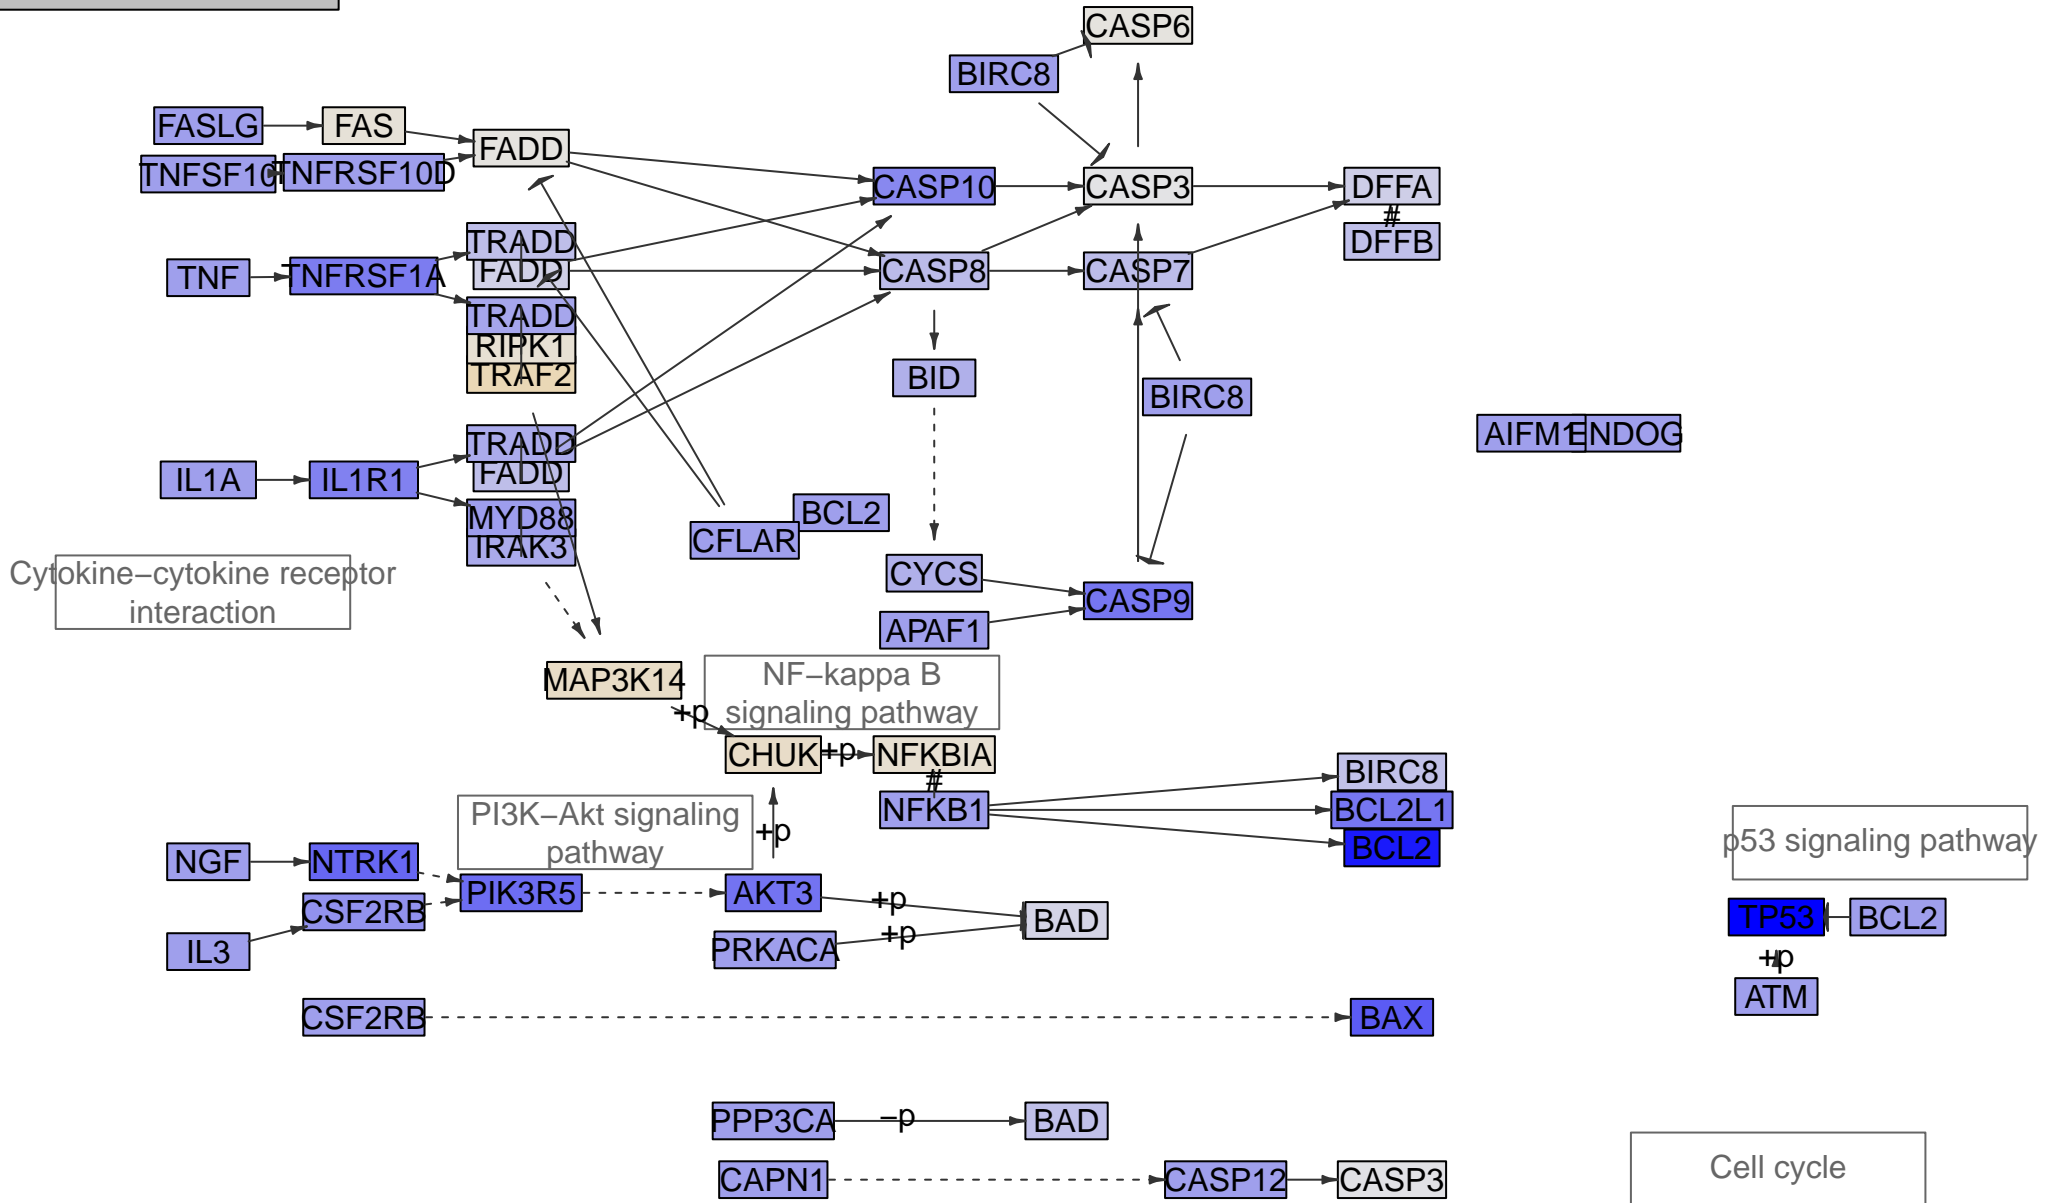 CASP6
BIRC8
FASLG
FAS
FADD
TNFSF10
TNFRSF10D
CASP10
CASP3
DFFA
#
DFFB
TRADD
FADD
TNF
TNFRSF1A
CASP8
CASP7
TRADD
RIPK1
TRAF2
BID
BIRC8
AIFM1
ENDOG
TRADD
FADD
IL1A
IL1R1
MYD88
IRAK3
BCL2
CFLAR
Cytokine–cytokine receptor
interaction
CYCS
CASP9
APAF1
MAP3K14
NF–kappa B
signaling pathway
+p
CHUK
+p
NFKBIA
#
NFKB1
BIRC8
BCL2L1
BCL2
PI3K–Akt signaling
pathway
+p
p53 signaling pathway
NGF
NTRK1
PIK3R5
AKT3
+p
BAD
CSF2RB
TP53
BCL2
IL3
PRKACA
+p
+p
ATM
CSF2RB
BAX
PPP3CA
–p
BAD
CAPN1
CASP12
CASP3
Cell cycle